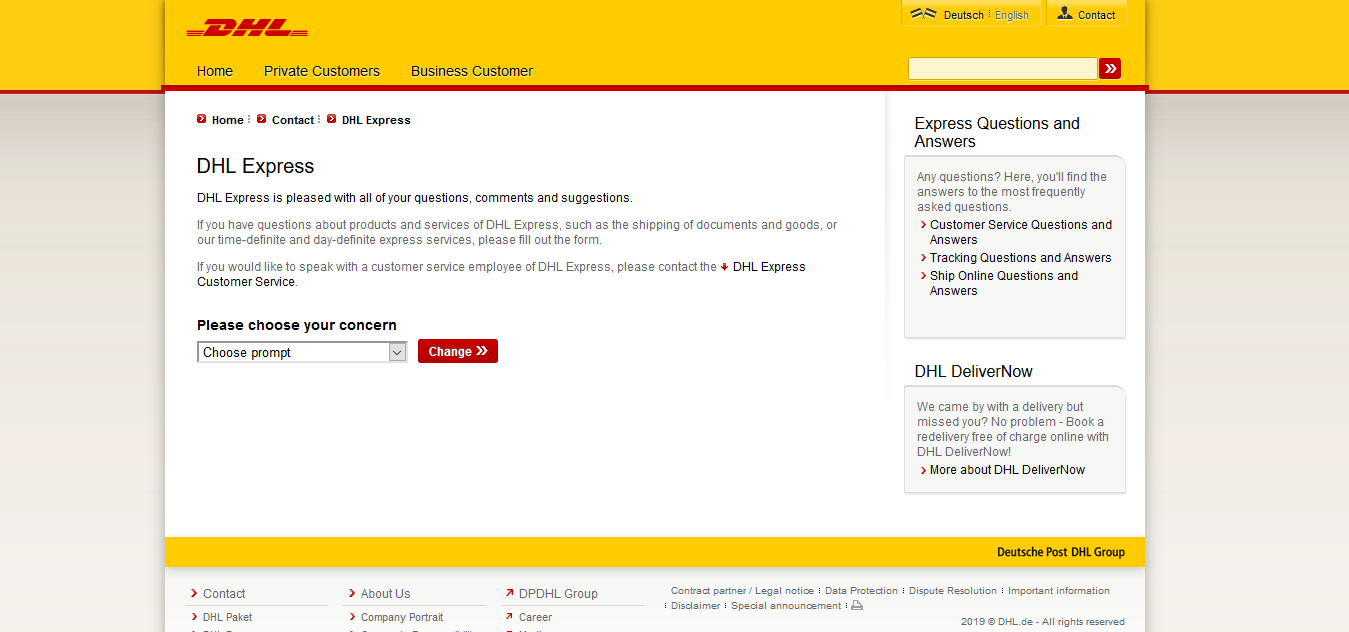 DHL
Deutsch English
Contact
Home Private Customers Business Customer
Home Contact DHL Express
DHL Express
DHL Express is pleased with all of your questions, comments and suggestions.
If you have questions about products and services of DHL Express, such as the shipping of documents and goods, or
our time-definite and day-definite express services, please fill out the form.
If you would like to speak with a customer service employee of DHL Express, please contact the DHL Express
Customer Service.
Please choose your concern
Choose prompt Change
Express Questions and
Answers
Any questions? Here, you'll find the
answers to the most frequently
asked questions.
Customer Service Questions and
Answers
Tracking Questions and Answers
Ship Online Questions and
Answers
DHL DeliverNow
We came by with a delivery but
missed you? No problem - Book a
redelivery free of charge online with
DHL DeliverNow!
More about DHL DeliverNow
Deutsche Post DHL Group
Contact
DHL Paket
About Us
Company Portrait
DPDHL Group
Career
Contract partner / Legal notice Data Protection Dispute Resolution Important information
Disclaimer Special announcement
2019 © DHL.de - All rights reserved